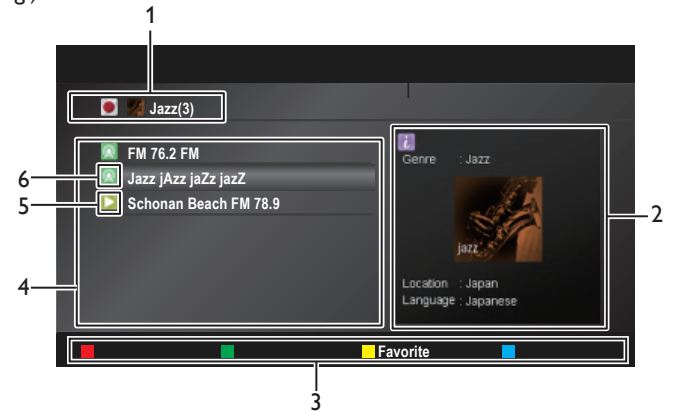 g,
1
Jazz(3)
FM 76.2 FM
Jazz jAzz jaZz jazZ
Schonan Beach FM 78.9
6
5
4
i
Genre : Jazz
jazz
Location : Japan
Language : Japanese
2
Favorite
3